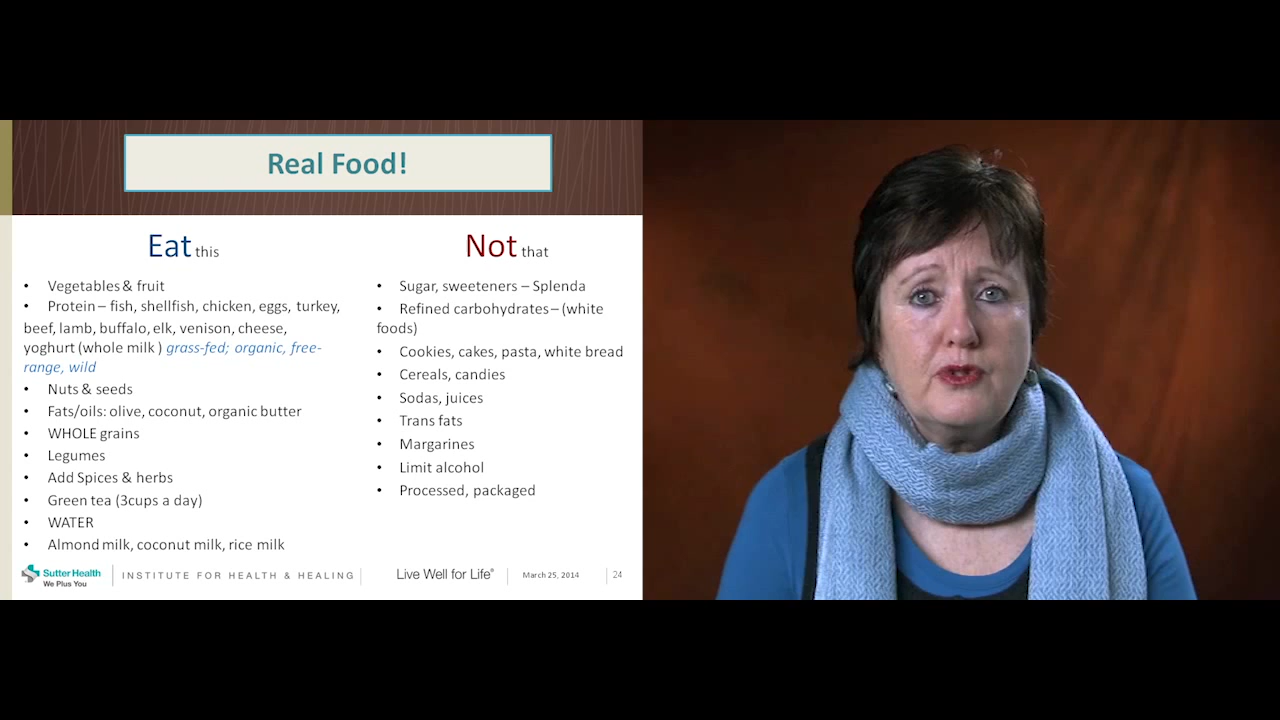 Real Food!
Eat this
• Vegetables & fruit
• Protein – fish, shellfish, chicken, eggs, turkey,
beef, lamb, buffalo, elk, venison, cheese,
yoghurt (whole milk ) grass-fed; organic, free-
range, wild
• Nuts & seeds
• Fats/oils: olive, coconut, organic butter
• WHOLE grains
• Legumes
• Add Spices & herbs
• Green tea (3cups a day)
• WATER
• Almond milk, coconut milk, rice milk
Not that
• Sugar, sweeteners – Splenda
• Refined carbohydrates – (white
foods)
• Cookies, cakes, pasta, white bread
• Cereals, candies
• Sodas, juices
• Trans fats
• Margarines
• Limit alcohol
• Processed, packaged
Sutter Health
We Plus You
INSTITUTE FOR HEALTH & HEALING
Live Well for Life®
March 25, 2014
24